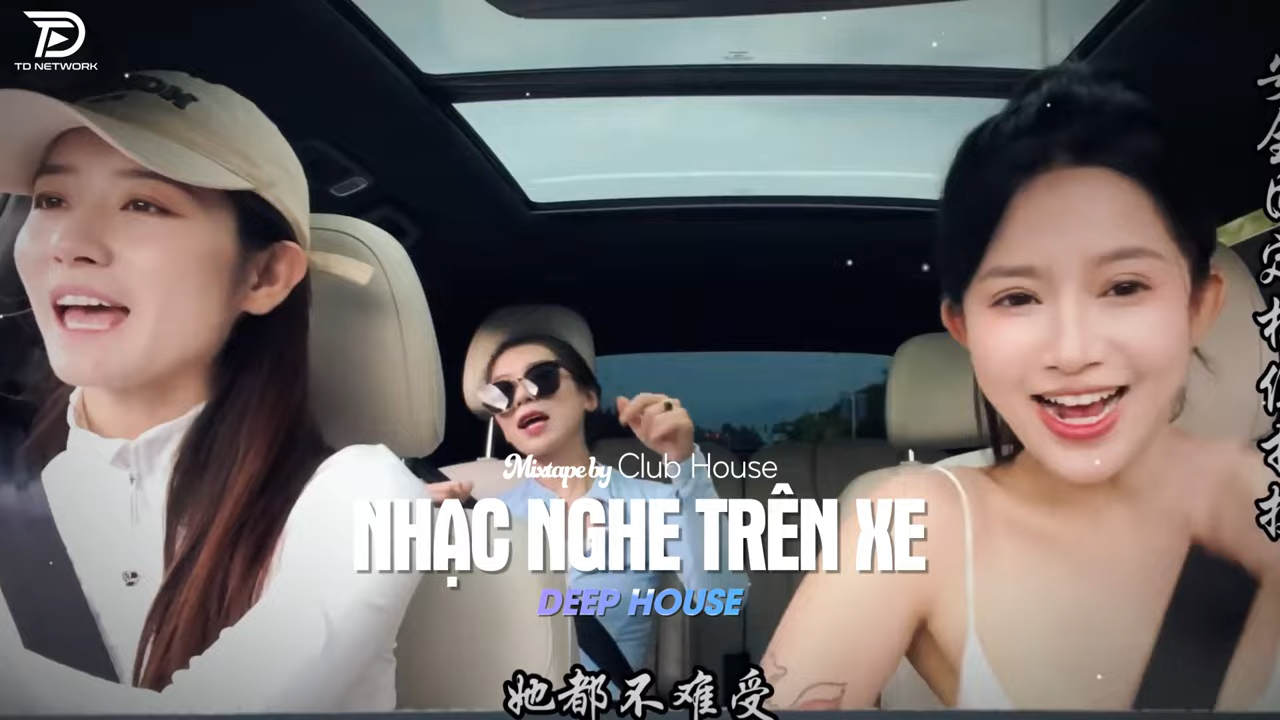 TD NETWORK
Mixtape by Club House
NHẠC NGHE TRÊN XE
DEEP HOUSE
她都不难受